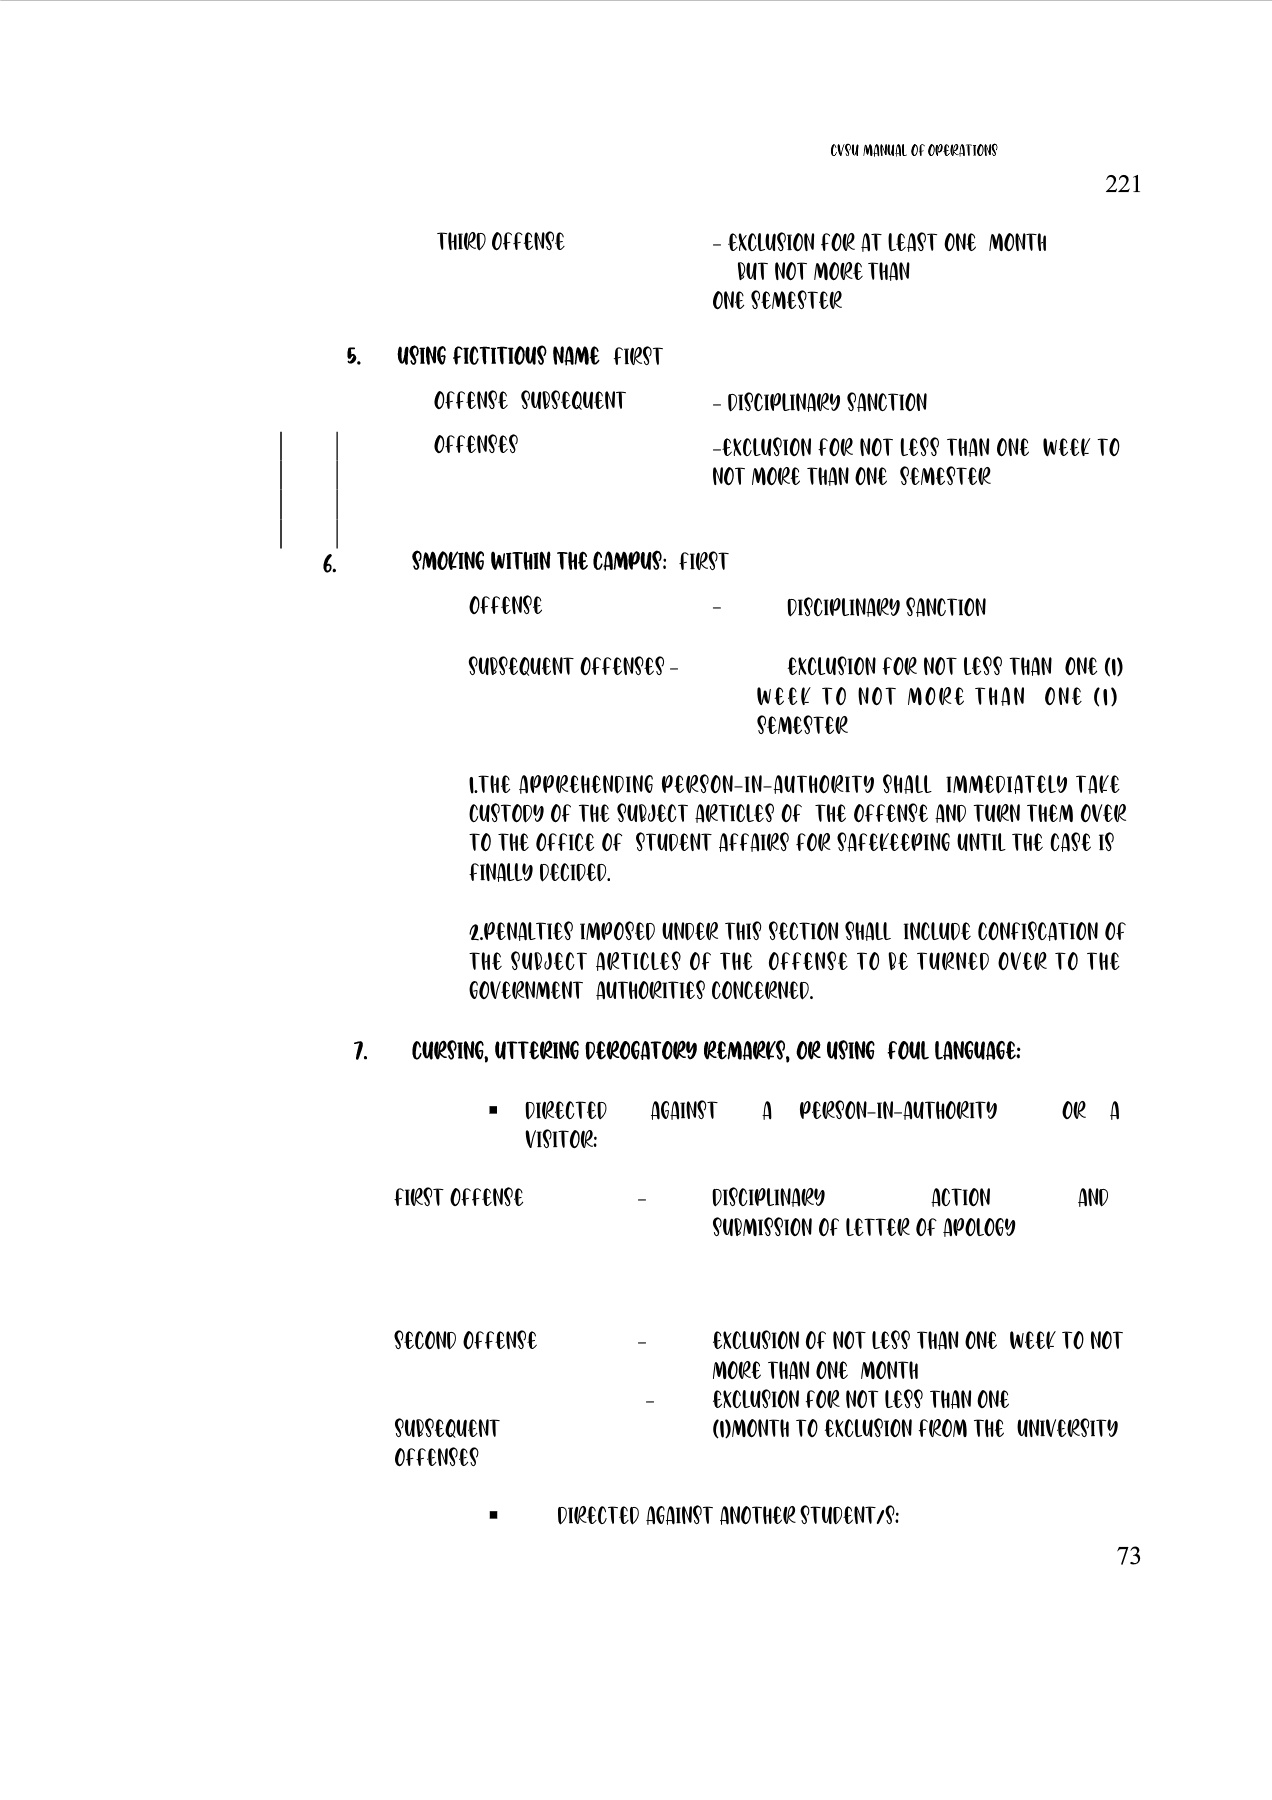 CVSU MANUAL OF OPERATIONS
221
THIRD OFFENSE – EXCLUSION FOR AT LEAST ONE MONTH
BUT NOT MORE THAN
ONE SEMESTER
5. USING FICTITIOUS NAME FIRST
OFFENSE SUBSEQUENT – DISCIPLINARY SANCTION
OFFENSES –EXCLUSION FOR NOT LESS THAN ONE WEEK TO
NOT MORE THAN ONE SEMESTER
6. SMOKING WITHIN THE CAMPUS: FIRST
OFFENSE – DISCIPLINARY SANCTION
SUBSEQUENT OFFENSES – EXCLUSION FOR NOT LESS THAN ONE (1)
WEEK TO NOT MORE THAN ONE (1)
SEMESTER
1.THE APPREHENDING PERSON-IN-AUTHORITY SHALL IMMEDIATELY TAKE
CUSTODY OF THE SUBJECT ARTICLES OF THE OFFENSE AND TURN THEM OVER
TO THE OFFICE OF STUDENT AFFAIRS FOR SAFEKEEPING UNTIL THE CASE IS
FINALLY DECIDED.
2.PENALTIES IMPOSED UNDER THIS SECTION SHALL INCLUDE CONFISCATION OF
THE SUBJECT ARTICLES OF THE OFFENSE TO BE TURNED OVER TO THE
GOVERNMENT AUTHORITIES CONCERNED.
7. CURSING, UTTERING DEROGATORY REMARKS, OR USING FOUL LANGUAGE:
▪ DIRECTED AGAINST A PERSON-IN-AUTHORITY OR A
VISITOR:
FIRST OFFENSE – DISCIPLINARY ACTION AND
SUBMISSION OF LETTER OF APOLOGY
SECOND OFFENSE – EXCLUSION OF NOT LESS THAN ONE WEEK TO NOT
MORE THAN ONE MONTH
– EXCLUSION FOR NOT LESS THAN ONE
SUBSEQUENT (1)MONTH TO EXCLUSION FROM THE UNIVERSITY
OFFENSES
▪ DIRECTED AGAINST ANOTHER STUDENT/S:
73